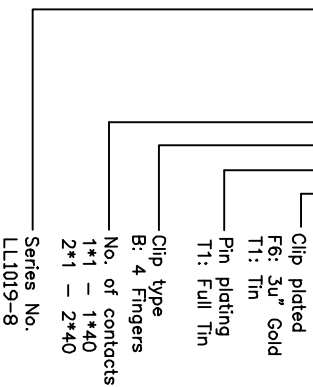 Clip plated
F6: 3u" Gold
T1: Tin
Pin plating
T1: Full Tin
Clip type
B: 4 Fingers
No. of contacts
1*1 – 1*40
2*1 – 2*40
Series No.
LL1019-8